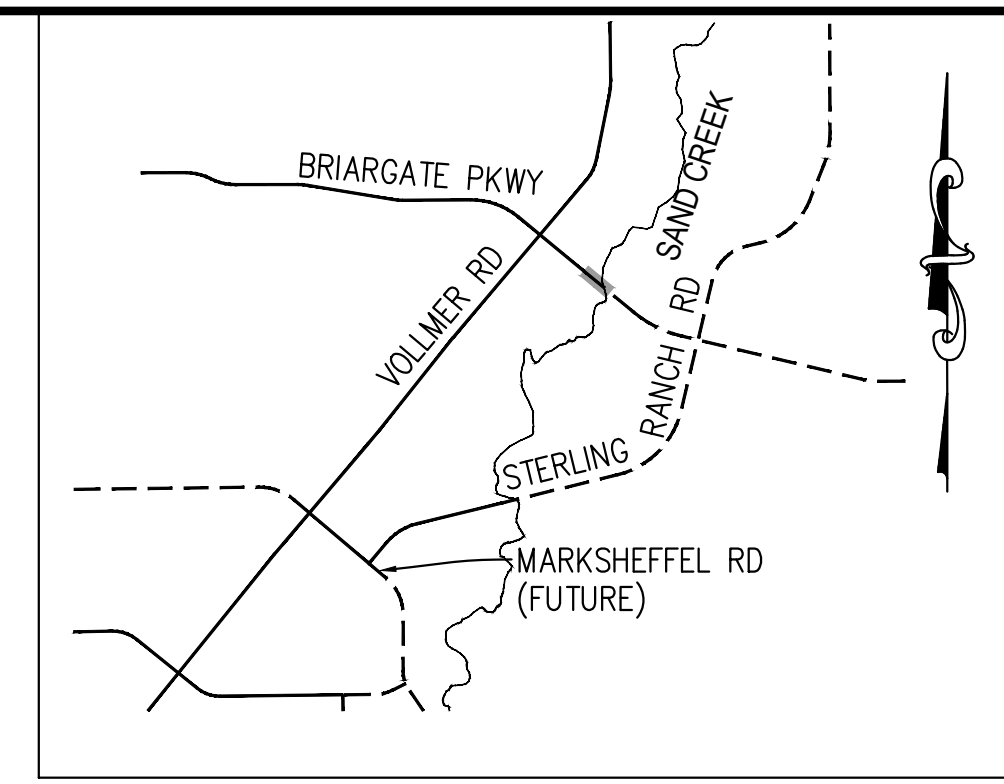 BRIARGATE PKWY
SAND CREEK
VOLLMER RD
STERLING RANCH RD
MARKSHEFFEL RD
(FUTURE)